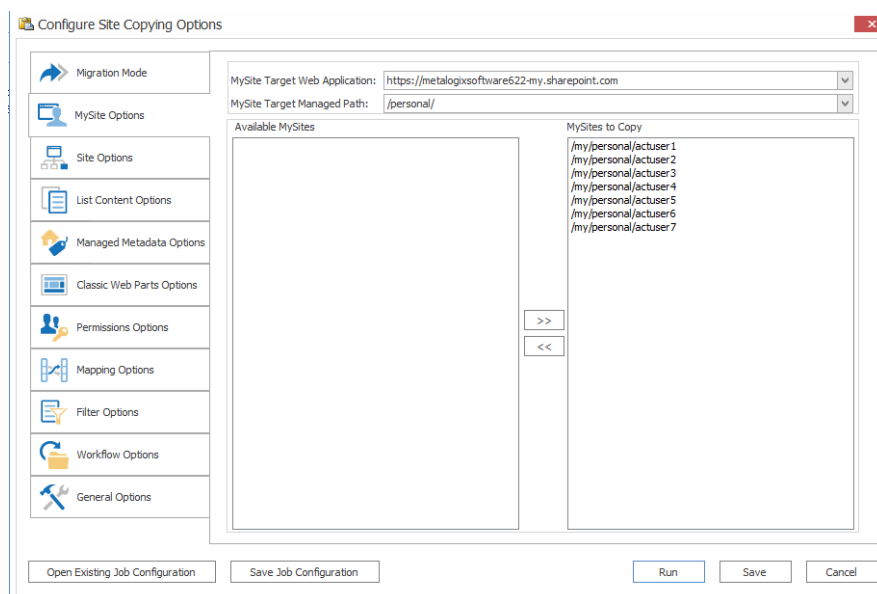 Configure Site Copying Options
Migration Mode
MySite Options
Site Options
List Content Options
Managed Metadata Options
Classic Web Parts Options
Permissions Options
Mapping Options
Filter Options
Workflow Options
General Options
MySite Target Web Application: https://metalogixsoftware622-my.sharepoint.com
MySite Target Managed Path: /personal/
Available MySites
MySites to Copy
/my/personal/actuser1
/my/personal/actuser2
/my/personal/actuser3
/my/personal/actuser4
/my/personal/actuser5
/my/personal/actuser6
/my/personal/actuser7
>>
<<
Open Existing Job Configuration Save Job Configuration Run Save Cancel